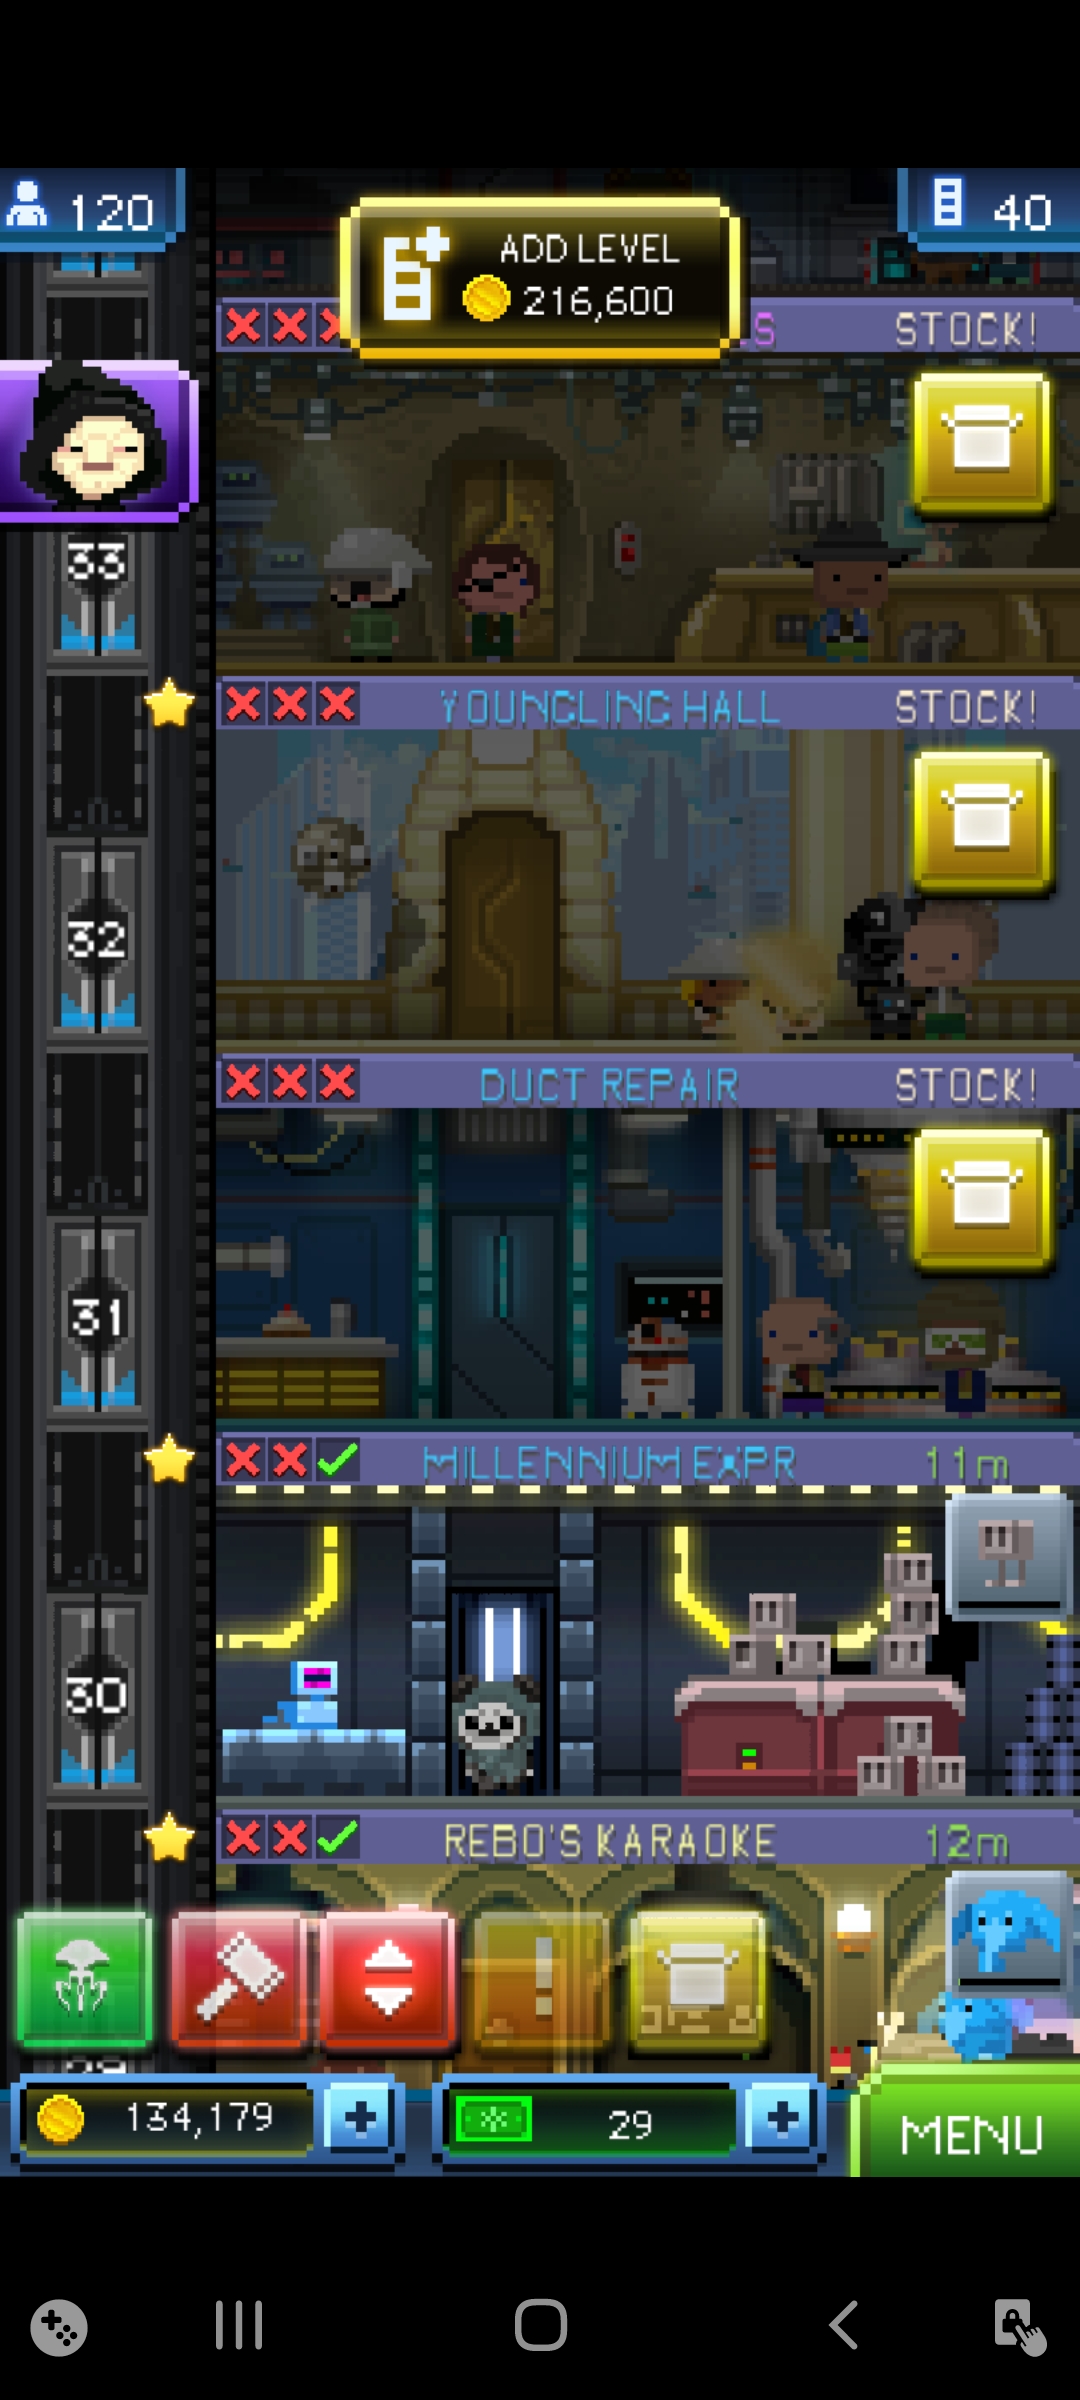 120
ADD LEVEL
216,600
40
S STOCK!
33
YOUNGLING HALL STOCK!
32
DUCT REPAIR STOCK!
31
MILLENNIUM EXPR 11m
30
REBO'S KARAOKE 12m
134,179
29
MENU